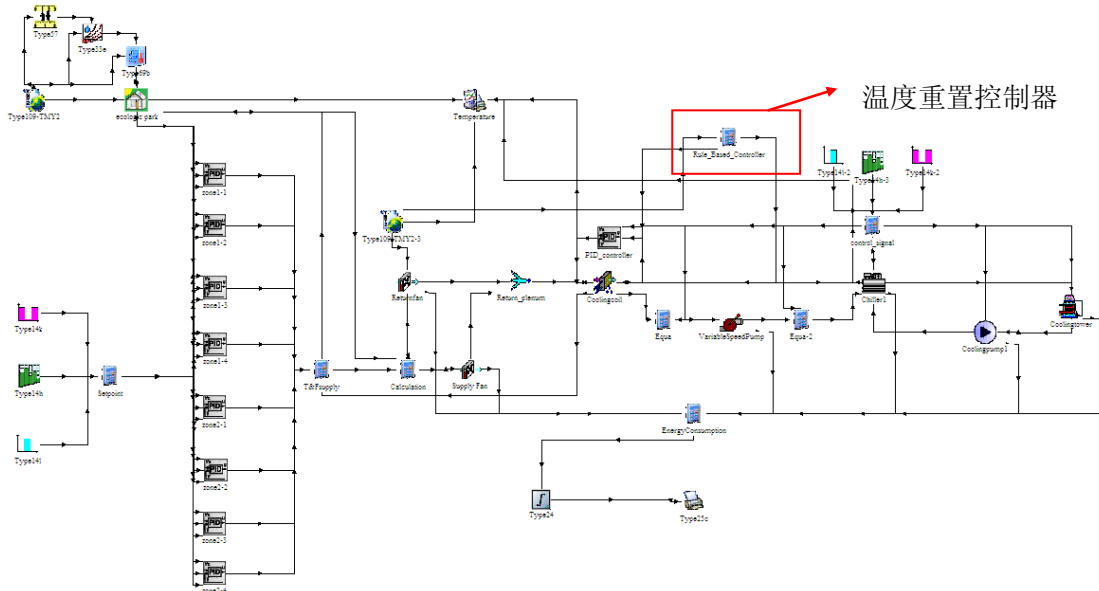 Type57
Type33e
Type69b
Type109-TMY2
ecologic park
Temperature
温度重置控制器
Rule_Based_Controller
Type14i-2
Type14h-3
Type14k-2
zone1-1
zone1-2
Type109-TMY2-3
PID_controller
control_signal
zone1-3
Returnfan
Return_plenum
Coolingcoil
Chiller1
Coolingtower
Type14k
Equa
VariableSpeedPump
Equa-2
Coolingpump1
zone1-4
Type14h
Setpoint
T&Fsupply
Calculation
Supply Fan
zone2-1
EnergyConsumption
Type14i
zone2-2
Type24
Type25c
zone2-3
zone2-4